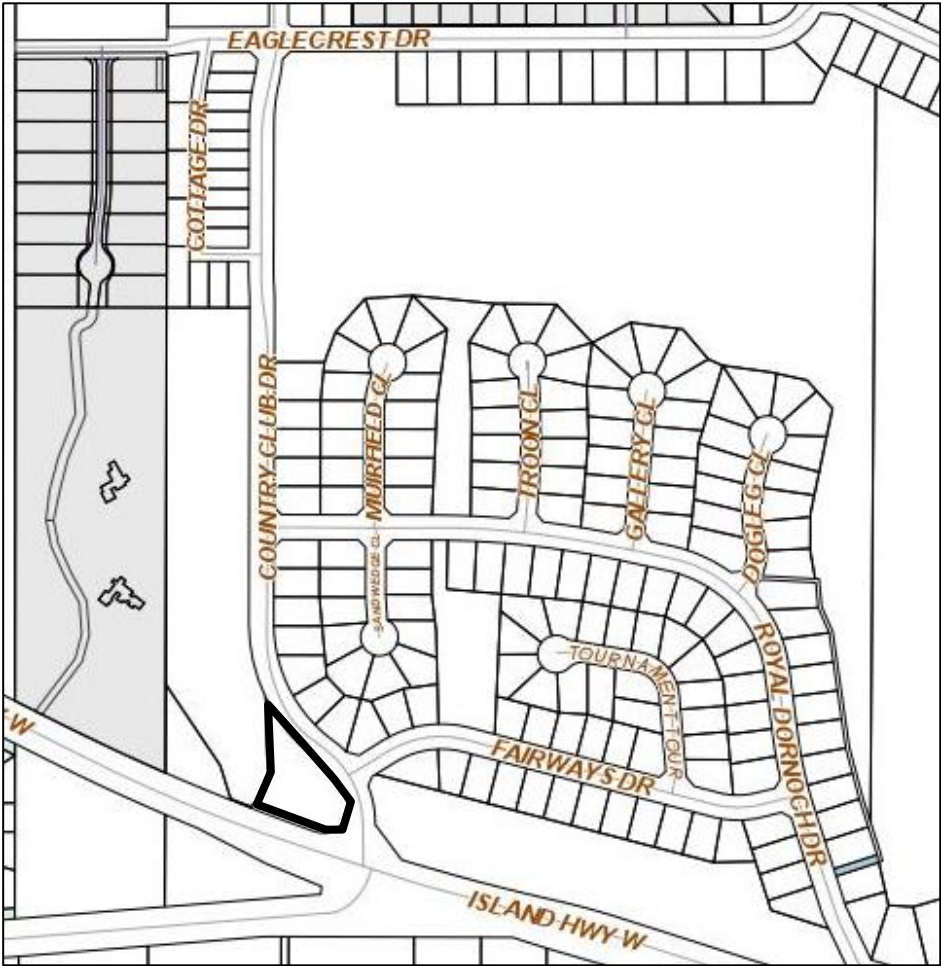 EAGLECREST DR
COTTAGE DR
COUNTRY CLUB DR
MUIRFIELD CL
TROON CL
GALLERY CL
DOGLEG CL
SANDWEDGE CL
TOURNAMENT TOUR
ROYAL DORNOCH DR
FAIRWAYS DR
Y W
ISLAND HWY W